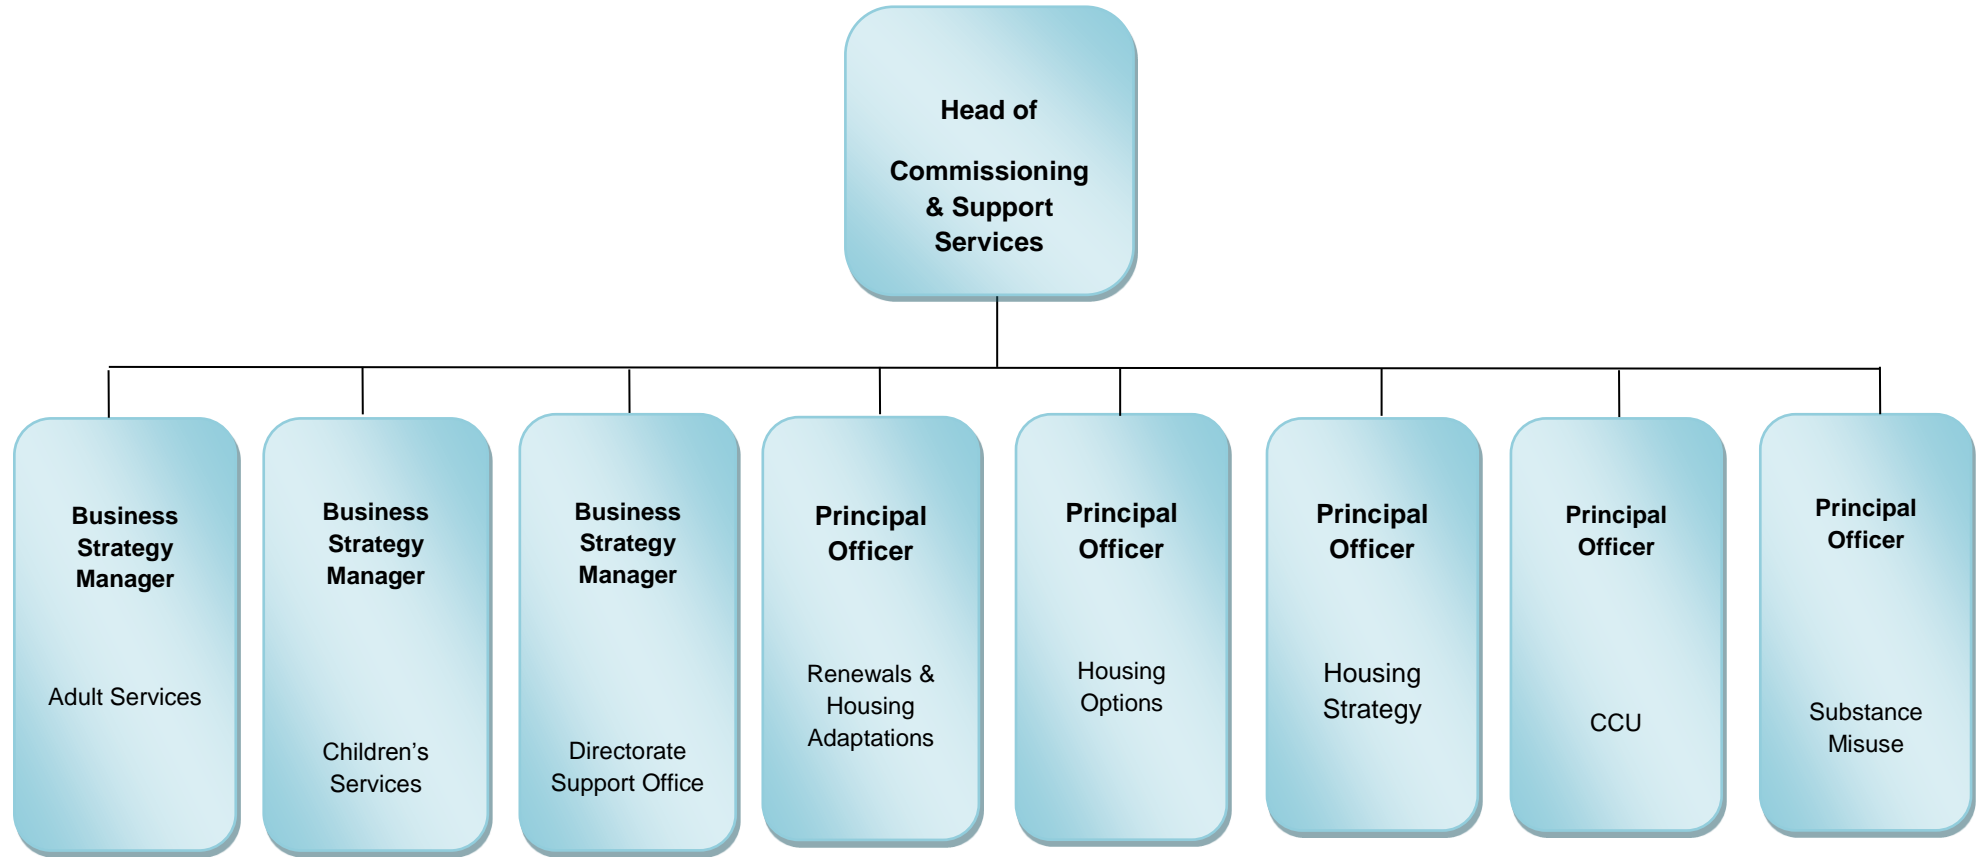 Head of
Commissioning
& Support
Services
Business
Strategy
Manager
Adult Services
Business
Strategy
Manager
Children’s
Services
Business
Strategy
Manager
Directorate
Support Office
Principal
Officer
Renewals &
Housing
Adaptations
Principal
Officer
Housing
Options
Principal
Officer
Housing
Strategy
Principal
Officer
CCU
Principal
Officer
Substance
Misuse